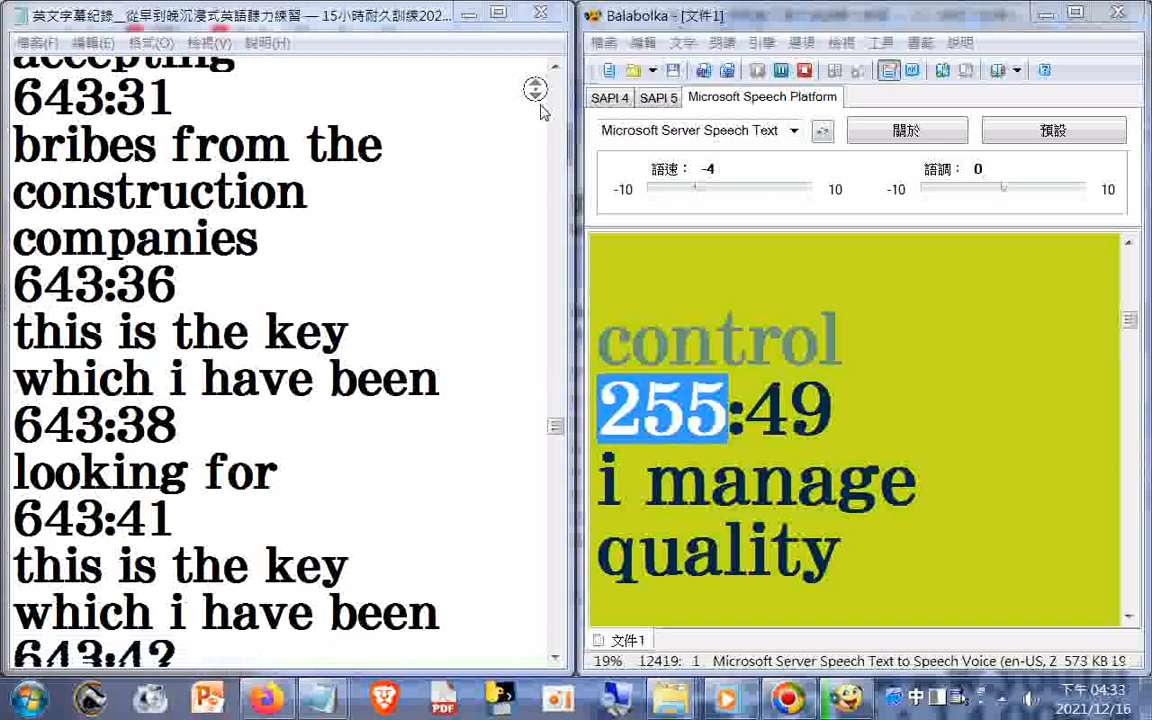 英文字幕紀錄__從早到晚沉浸式英語聽力練習 — 15小時耐久訓練202...
檔案(F) 編輯(E) 格式(O) 檢視(V) 說明(H)
accepting
643:31
bribes from the
construction
companies
643:36
this is the key
which i have been
643:38
looking for
643:41
this is the key
which i have been
643:42
Balabolka - [文件1]
檔案 編輯 文字 朗讀 引擎 選項 檢視 工具 書籤 說明
SAPI 4 SAPI 5 Microsoft Speech Platform
Microsoft Server Speech Text 關於 預設
語速： -4 語調： 0
-10 10 -10 10
control
255:49
i manage
quality
文件1
19% 12419: 1 Microsoft Server Speech Text to Speech Voice (en-US, Z 573 KB 19
中
下午 04:33
2021/12/16